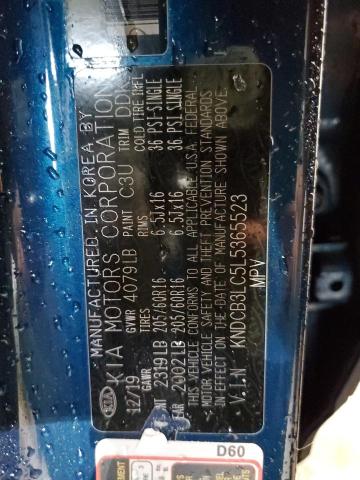 MANUFACTURED IN KOREA BY
KIA KIA MOTORS CORPORATION
12/19 GVWR 4079LB PAINT C3U TRIM DDK
GAWR TIRES RIMS COLD TIRE PRE
2319LB 205/60R16 6.5Jx16 36 PSI-SINGLE
2002LB 205/60R16 6.5Jx16 36 PSI SINGLE
THIS VEHICLE CONFORMS TO ALL APPLICABLE U.S.A. FEDERAL
MOTOR VEHICLE SAFETY AND THEFT PREVENTION STANDARDS
IN EFFECT ON THE DATE OF MANUFACTURE SHOWN ABOVE.
V.I.N KNDCB3LC5L5365523
MPV
D60